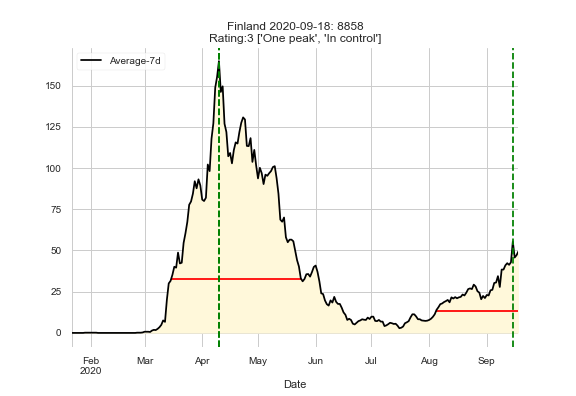 Finland 2020-09-18: 8858
Rating:3 ['One peak', 'In control']
Average-7d
150
125
100
75
50
25
0
Feb Mar Apr May Jun Jul Aug Sep
2020
Date